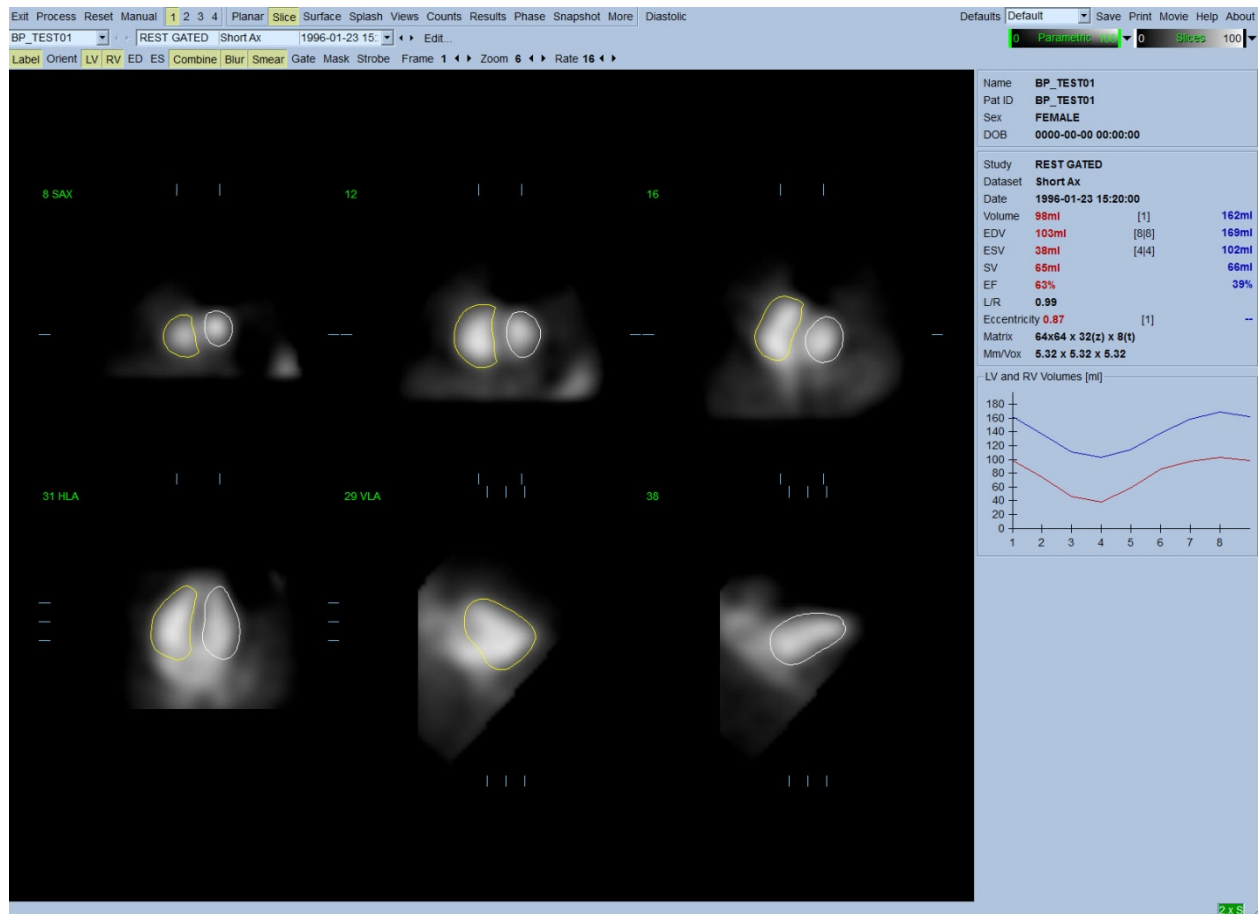 Exit Process Reset Manual 1 2 3 4 Planar Slice Surface Splash Views Counts Results Phase Snapshot More Diastolic Defaults Default Save Print Movie Help About
BP_TEST01 REST GATED Short Ax 1996-01-23 15: Edit... 0 Parametric 100 0 Slices 100
Label Orient LV RV ED ES Combine Blur Smear Gate Mask Strobe Frame 1 Zoom 6 Rate 16
Name BP_TEST01
Pat ID BP_TEST01
Sex FEMALE
DOB 0000-00-00 00:00:00
Study REST GATED
Dataset Short Ax
Date 1996-01-23 15:20:00
Volume 98ml [1] 162ml
EDV 103ml [8|8] 169ml
ESV 38ml [4|4] 102ml
SV 65ml 66ml
EF 63% 39%
L/R 0.99
Eccentricity 0.87 [1] --
Matrix 64x64 x 32(z) x 8(t)
Mm/Vox 5.32 x 5.32 x 5.32
LV and RV Volumes [ml]
180
160
140
120
100
80
60
40
20
0
1 2 3 4 5 6 7 8
8 SAX 12 16
31 HLA 29 VLA 38
2 x S